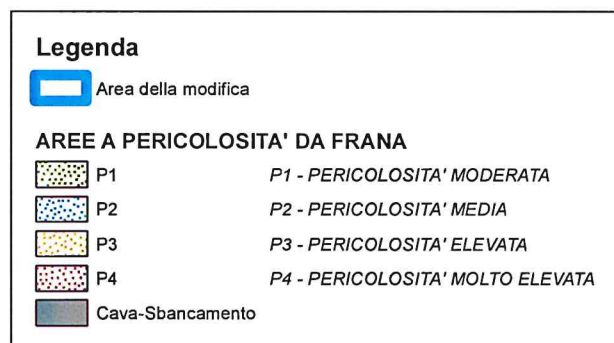 Legenda
Area della modifica
AREE A PERICOLOSITA' DA FRANA
P1 P1 - PERICOLOSITA' MODERATA
P2 P2 - PERICOLOSITA' MEDIA
P3 P3 - PERICOLOSITA' ELEVATA
P4 P4 - PERICOLOSITA' MOLTO ELEVATA
Cava-Sbancamento